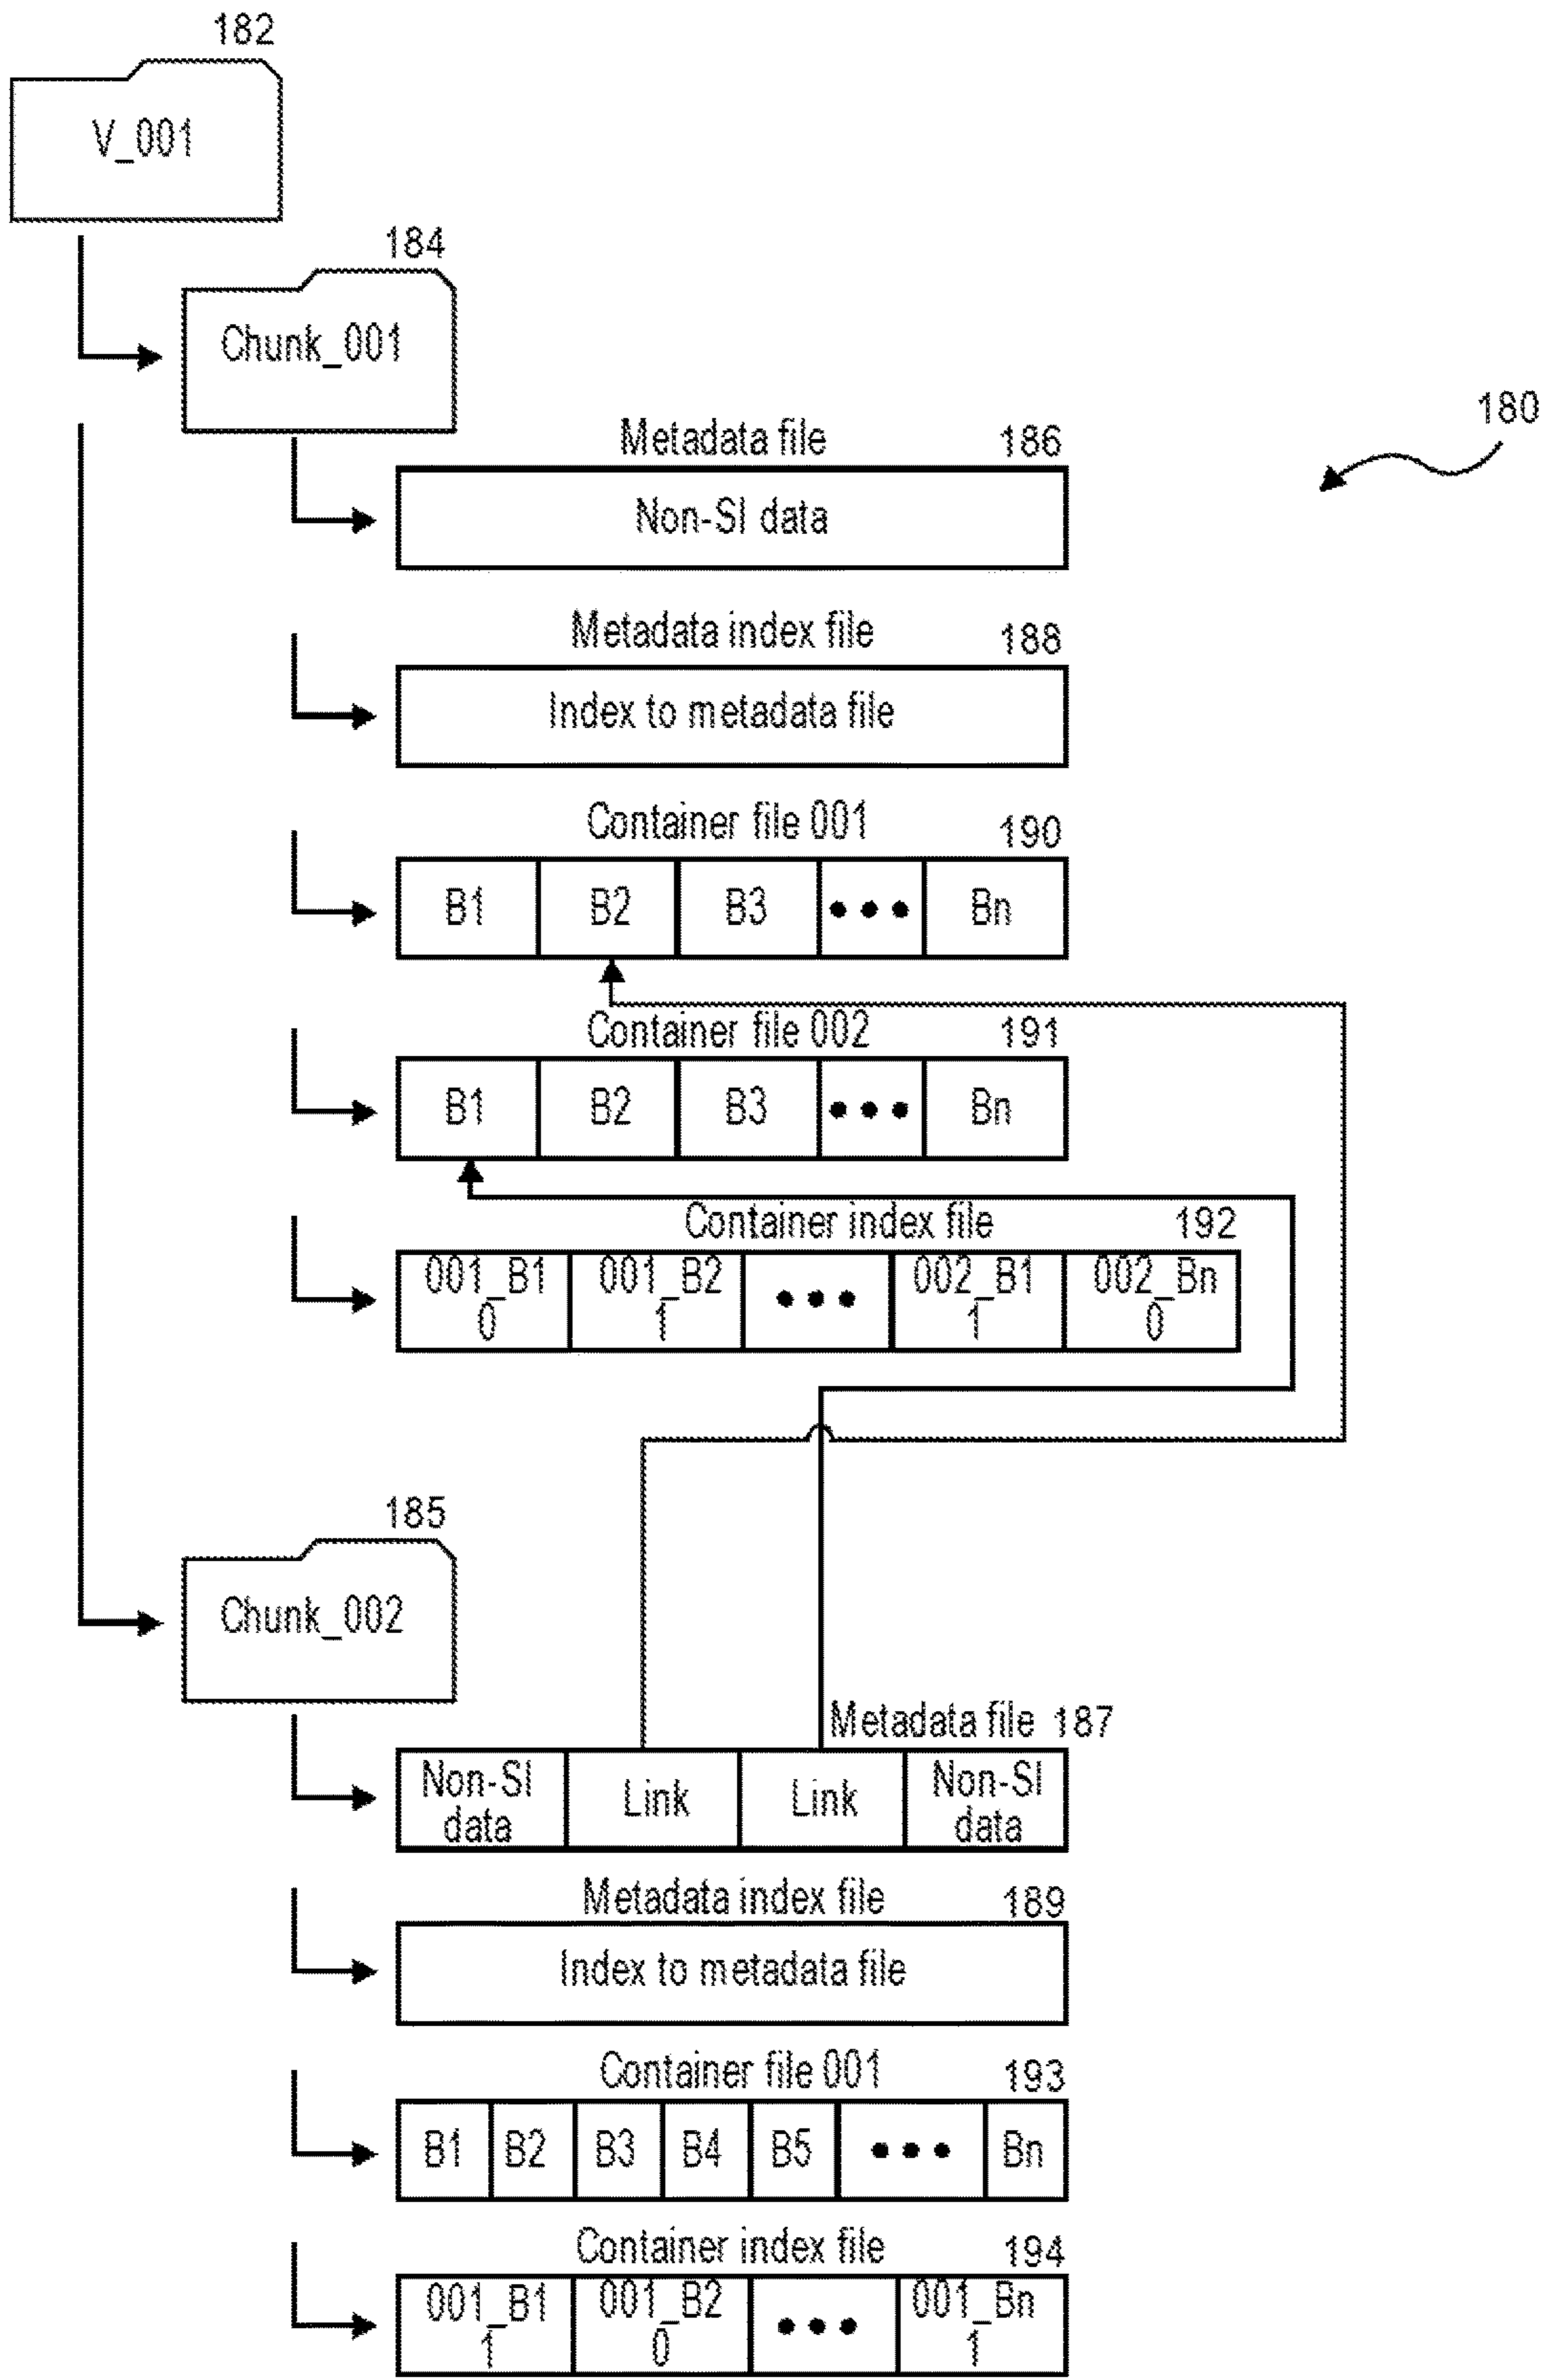 182
V_001
184
Chunk_001
180
Metadata file 186
Non-SI data
Metadata index file 188
Index to metadata file
Container file 001 190
B1 B2 B3 ••• Bn
Container file 002 191
B1 B2 B3 ••• Bn
Container index file 192
001_B1 001_B2 ••• 002_B1 002_Bn
0 1 1 0
185
Chunk_002
Metadata file 187
Non-SI Link Link Non-SI
data data
Metadata index file 189
Index to metadata file
Container file 001 193
B1 B2 B3 B4 B5 ••• Bn
Container index file 194
001_B1 001_B2 ••• 001_Bn
1 0 1